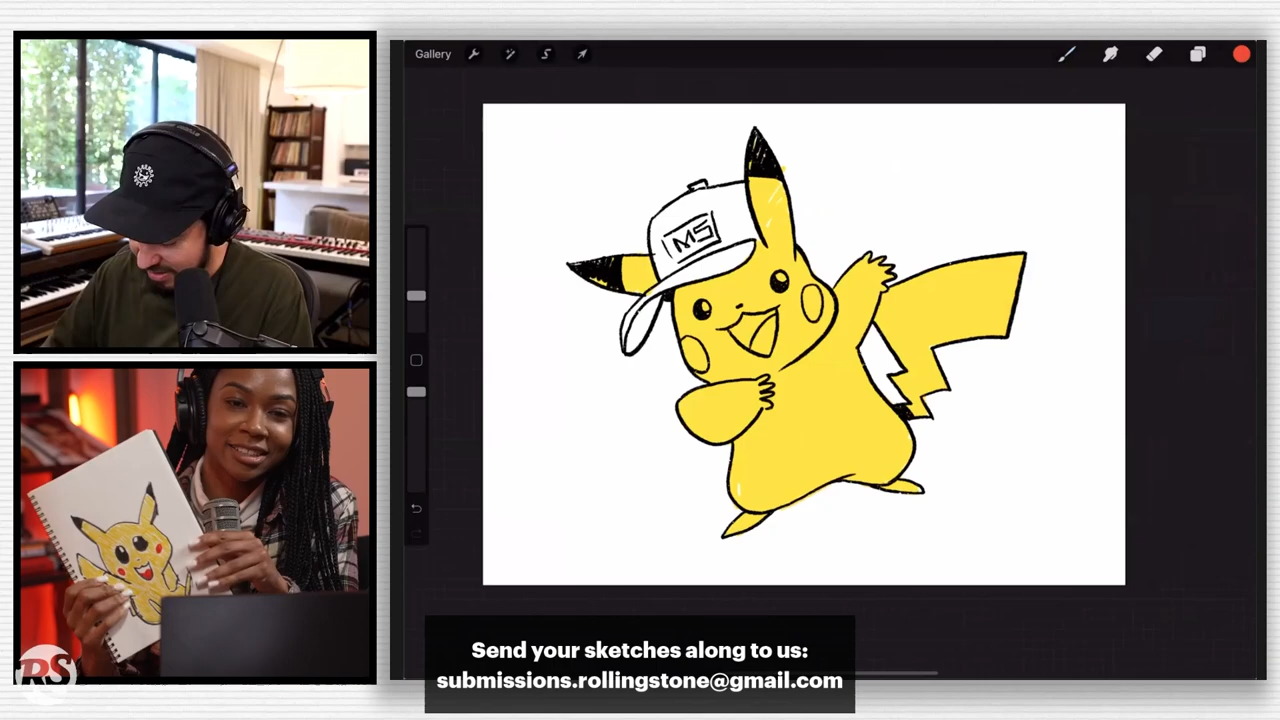 Gallery
MS
Send your sketches along to us:
submissions.rollingstone@gmail.com
RS